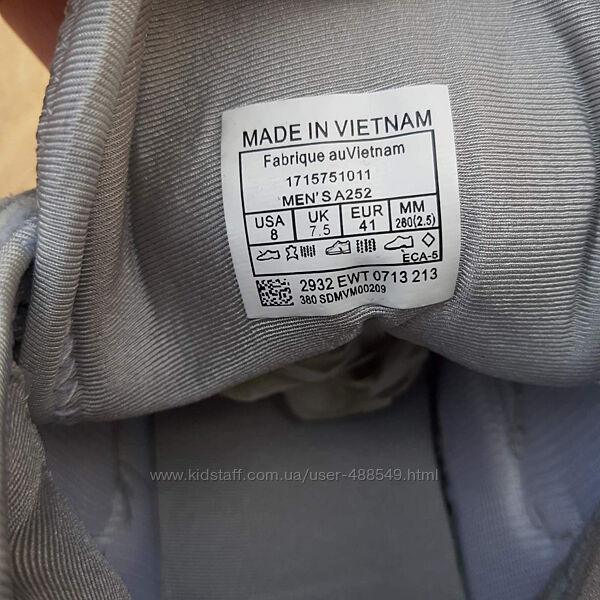 MADE IN VIETNAM
Fabrique auVietnam
1715751011
MEN'S A252
USA UK EUR MM
8 7.5 41 260(2.5)
ECA-5
2932 EWT 0713 213
380 SDMVM00209
www.kidstaff.com.ua/user-488549.html